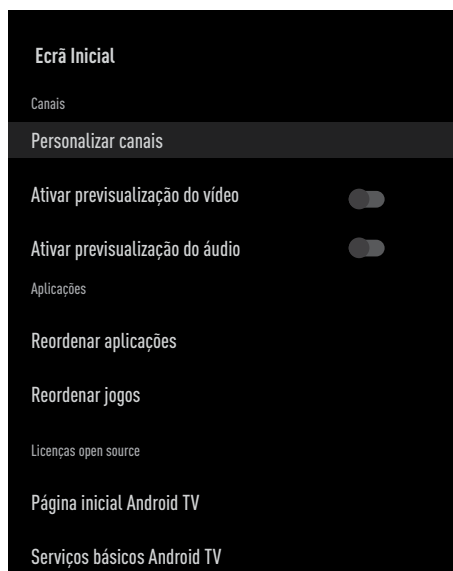 Ecrã Inicial
Canais
Personalizar canais
Ativar previsualização do vídeo
Ativar previsualização do áudio
Aplicações
Reordenar aplicações
Reordenar jogos
Licenças open source
Página inicial Android TV
Serviços básicos Android TV